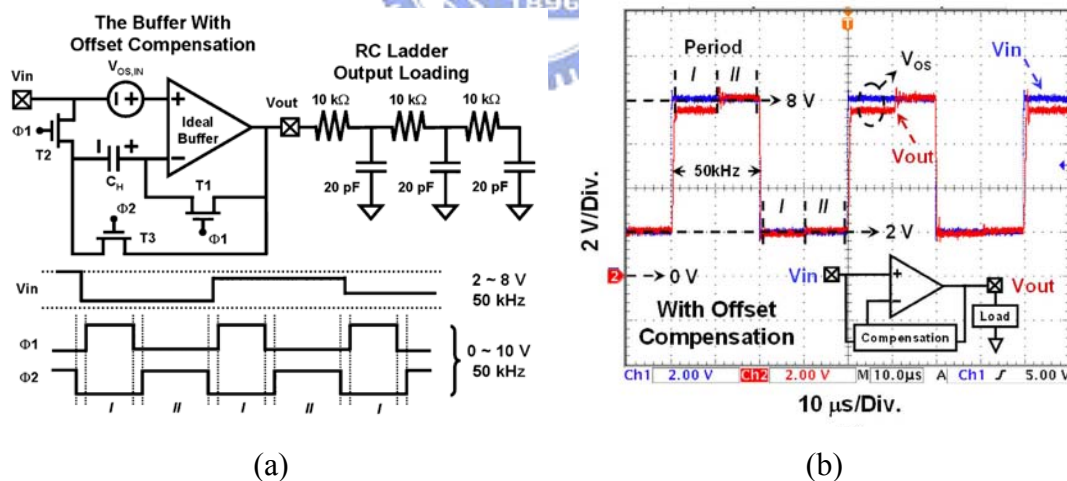 The Buffer With
Offset Compensation
RC Ladder
Output Loading
Vin
V_OS,IN
I +
+
Ideal
Buffer
−
Vout
10 kΩ 10 kΩ 10 kΩ
Φ1
T2
I +
C_H
T1
Φ1
Φ2
T3
20 pF 20 pF 20 pF
Vin
2 ~ 8 V
50 kHz
Φ1
Φ2
0 ~ 10 V
50 kHz
I II I II I
(a)
1896
T
Period
I II
V_OS
Vin
8 V
Vout
50kHz
I II
2 V
2
0 V
Vin
+
−
Vout
With Offset
Compensation
Compensation
Load
2 V/Div.
Ch1 2.00 V Ch2 2.00 V M 10.0µs A Ch1 ∫ 5.00 V
10 µs/Div.
(b)